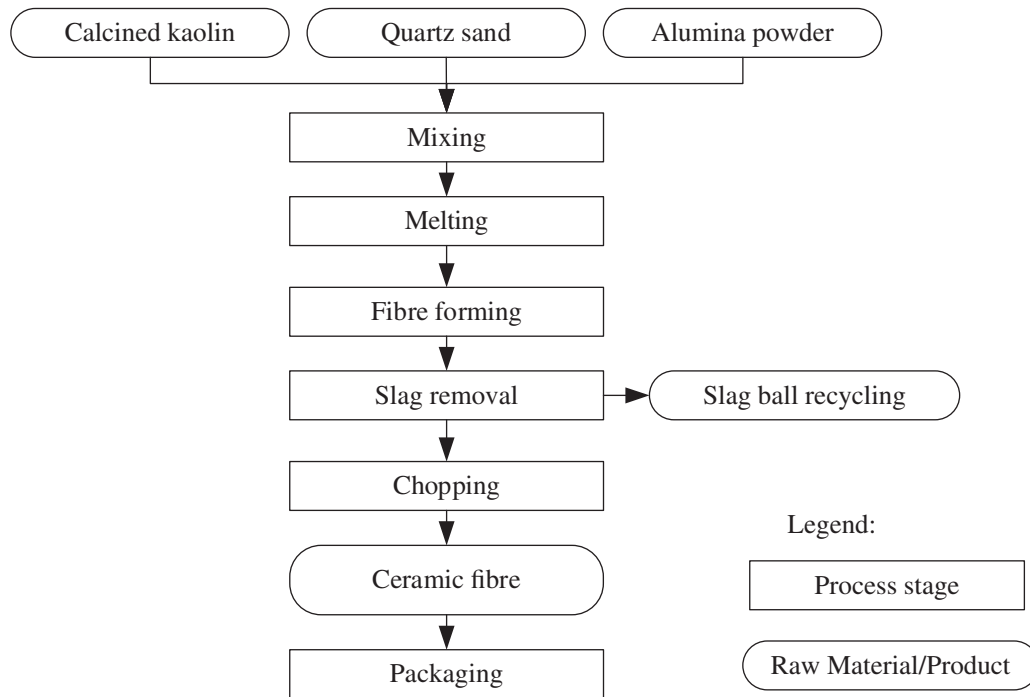 Calcined kaolin
Quartz sand
Alumina powder
Mixing
Melting
Fibre forming
Slag removal
Slag ball recycling
Chopping
Ceramic fibre
Packaging
Legend:
Process stage
Raw Material/Product